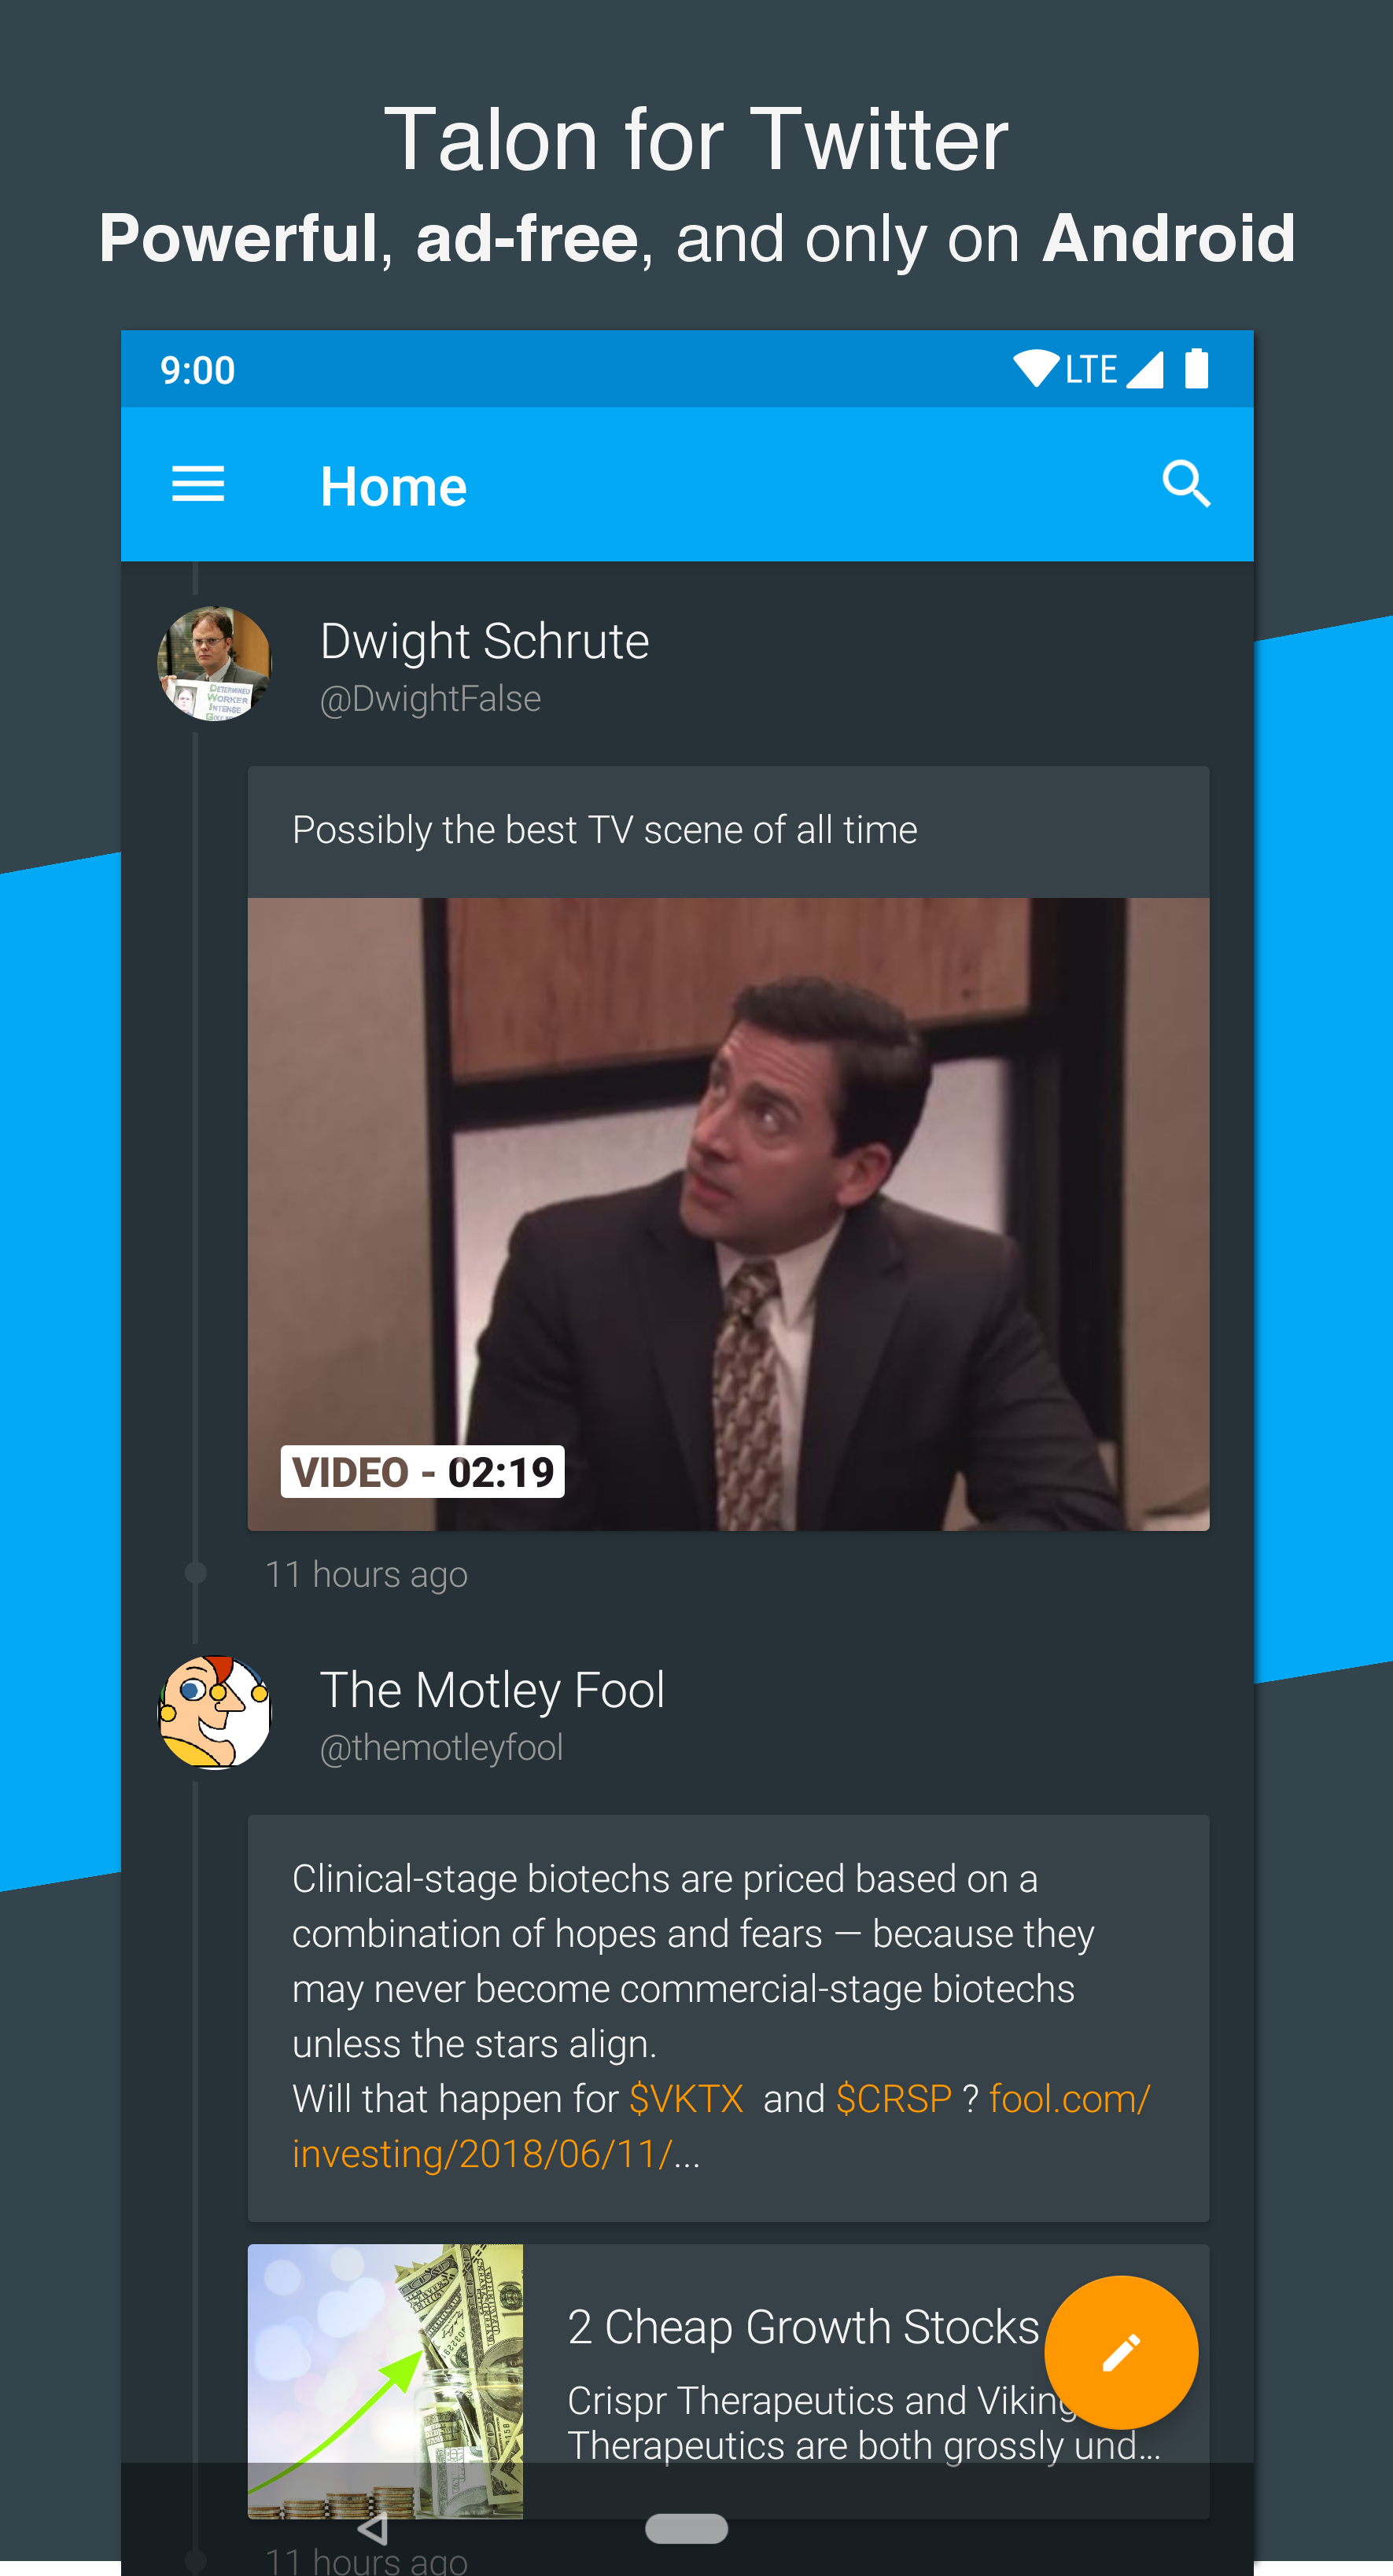 Talon for Twitter
Powerful, ad-free, and only on Android
9:00 LTE
Home
Dwight Schrute
@DwightFalse
DETERMINED
WORKER
INTENSE
Possibly the best TV scene of all time
VIDEO - 02:19
11 hours ago
The Motley Fool
@themotleyfool
Clinical-stage biotechs are priced based on a
combination of hopes and fears — because they
may never become commercial-stage biotechs
unless the stars align.
Will that happen for $VKTX and $CRSP ? fool.com/
investing/2018/06/11/...
2 Cheap Growth Stocks
Crispr Therapeutics and Viking
Therapeutics are both grossly und...
11 hours ago